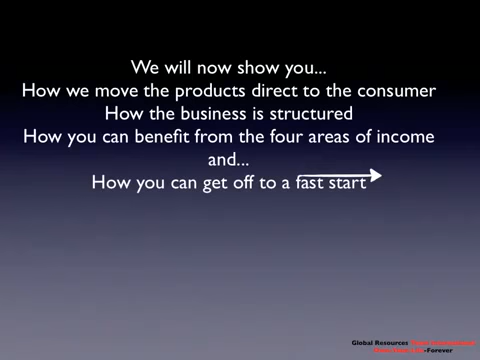 We will now show you...
How we move the products direct to the consumer
How the business is structured
How you can benefit from the four areas of income
and...
How you can get off to a fast start
Global Resources
-Forever